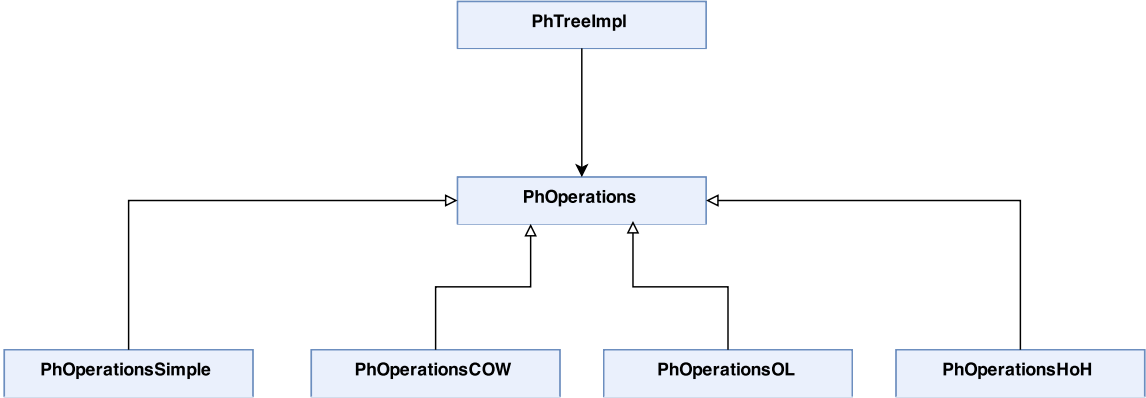 PhTreeImpl
PhOperations
PhOperationsSimple
PhOperationsCOW
PhOperationsOL
PhOperationsHoH